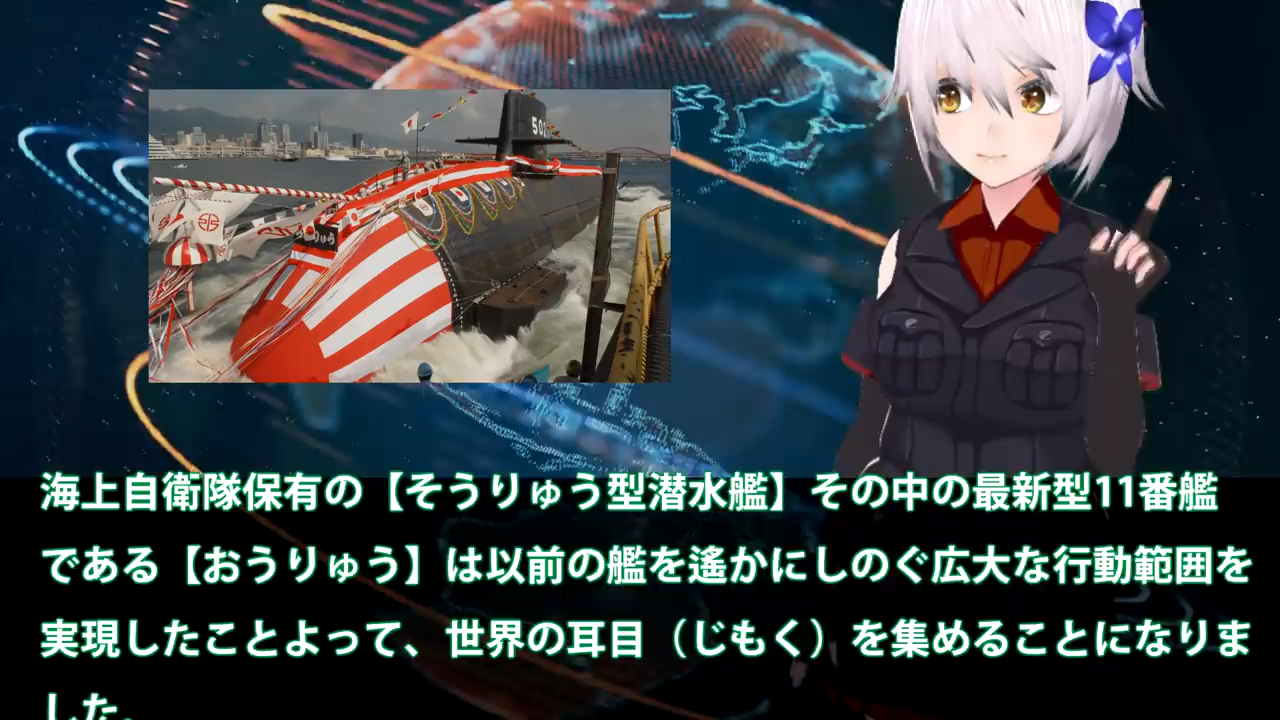 501
海上自衛隊保有の【そうりゅう型潜水艦】その中の最新型11番艦
である【おうりゅう】は以前の艦を遙かにしのぐ広大な行動範囲を
実現したことよって、世界の耳目（じもく）を集めることになりま
した。